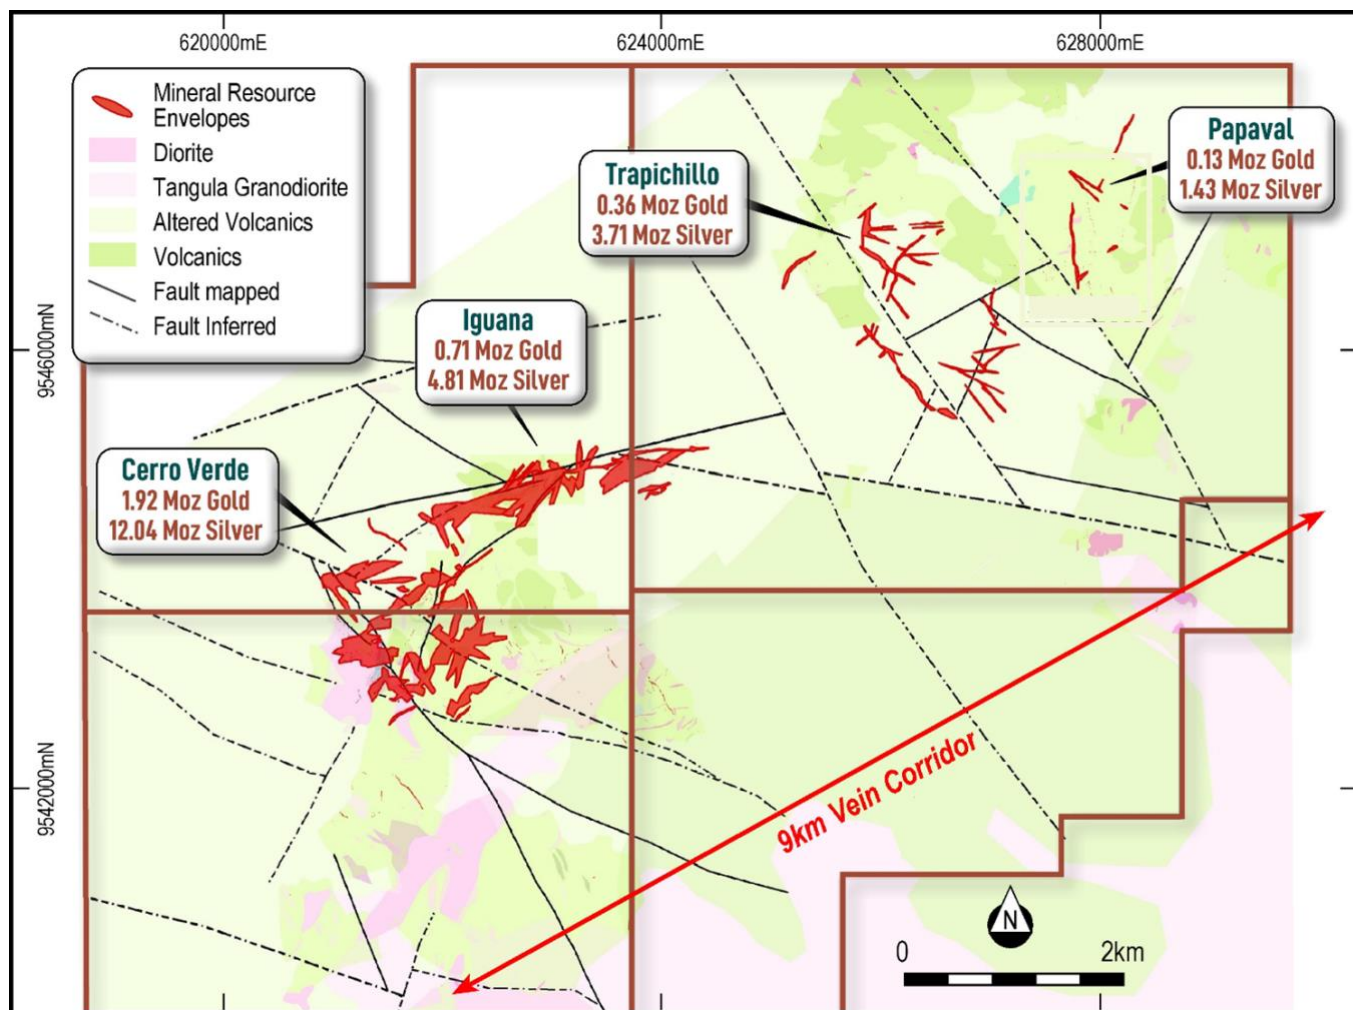 620000mE
624000mE
628000mE
Mineral Resource
Envelopes
Diorite
Tangula Granodiorite
Altered Volcanics
Volcanics
Fault mapped
Fault Inferred
Papaval
0.13 Moz Gold
1.43 Moz Silver
Trapichillo
0.36 Moz Gold
3.71 Moz Silver
Iguana
0.71 Moz Gold
4.81 Moz Silver
9546000mN
Cerro Verde
1.92 Moz Gold
12.04 Moz Silver
9542000mN
9km Vein Corridor
N
0
2km